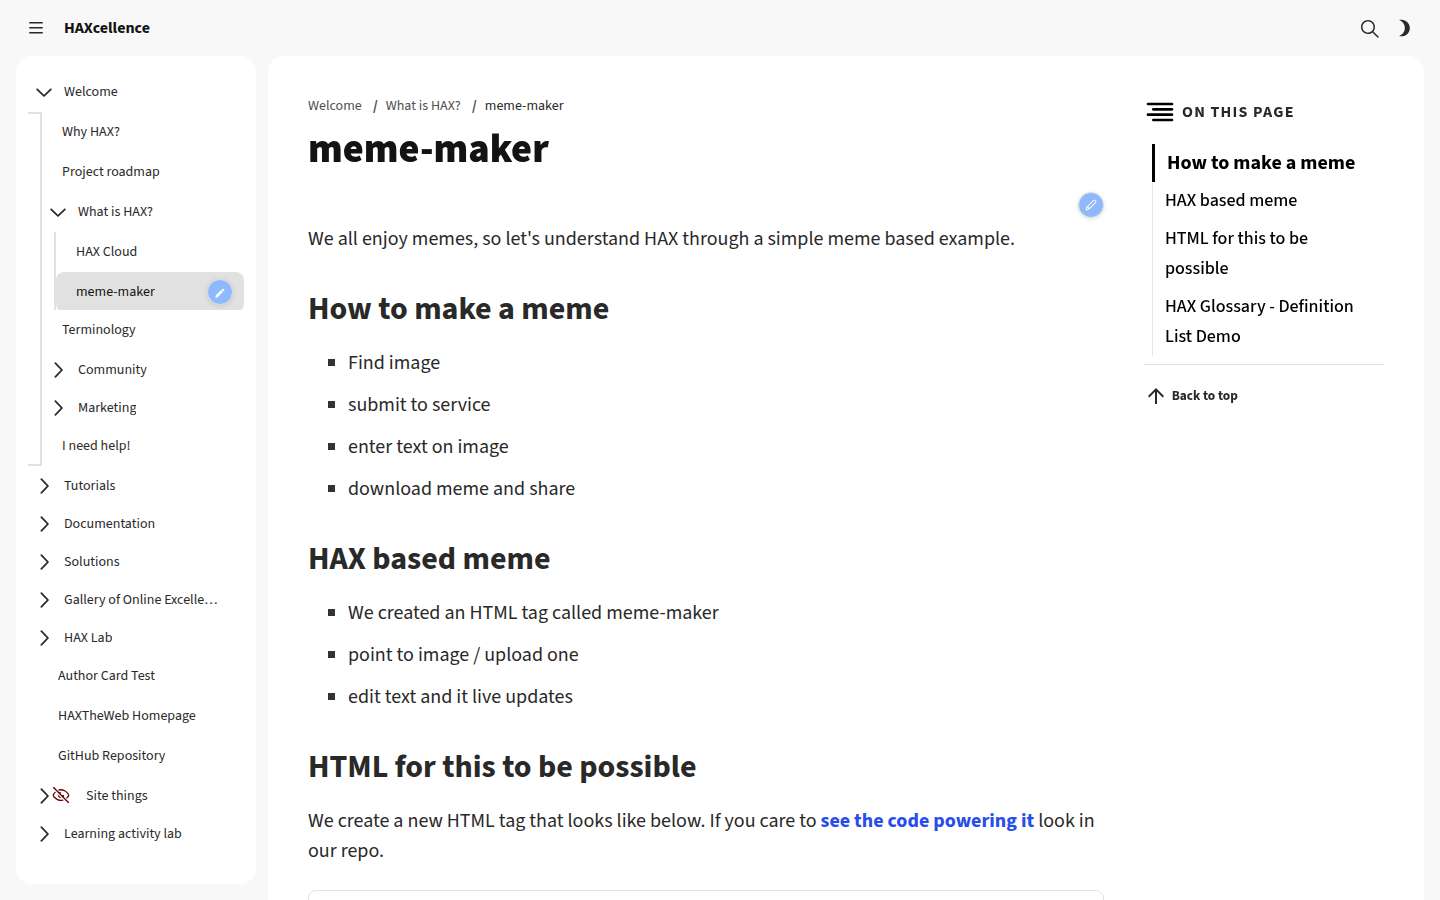 HAXcellence
Welcome
Why HAX?
Project roadmap
What is HAX?
HAX Cloud
meme-maker
Terminology
Community
Marketing
I need help!
Tutorials
Documentation
Solutions
Gallery of Online Excelle...
HAX Lab
Author Card Test
HAXTheWeb Homepage
GitHub Repository
Site things
Learning activity lab
Welcome / What is HAX? / meme-maker
meme-maker
We all enjoy memes, so let's understand HAX through a simple meme based example.
How to make a meme
Find image
submit to service
enter text on image
download meme and share
HAX based meme
We created an HTML tag called meme-maker
point to image / upload one
edit text and it live updates
HTML for this to be possible
We create a new HTML tag that looks like below. If you care to see the code powering it look in
our repo.
ON THIS PAGE
How to make a meme
HAX based meme
HTML for this to be
possible
HAX Glossary - Definition
List Demo
Back to top